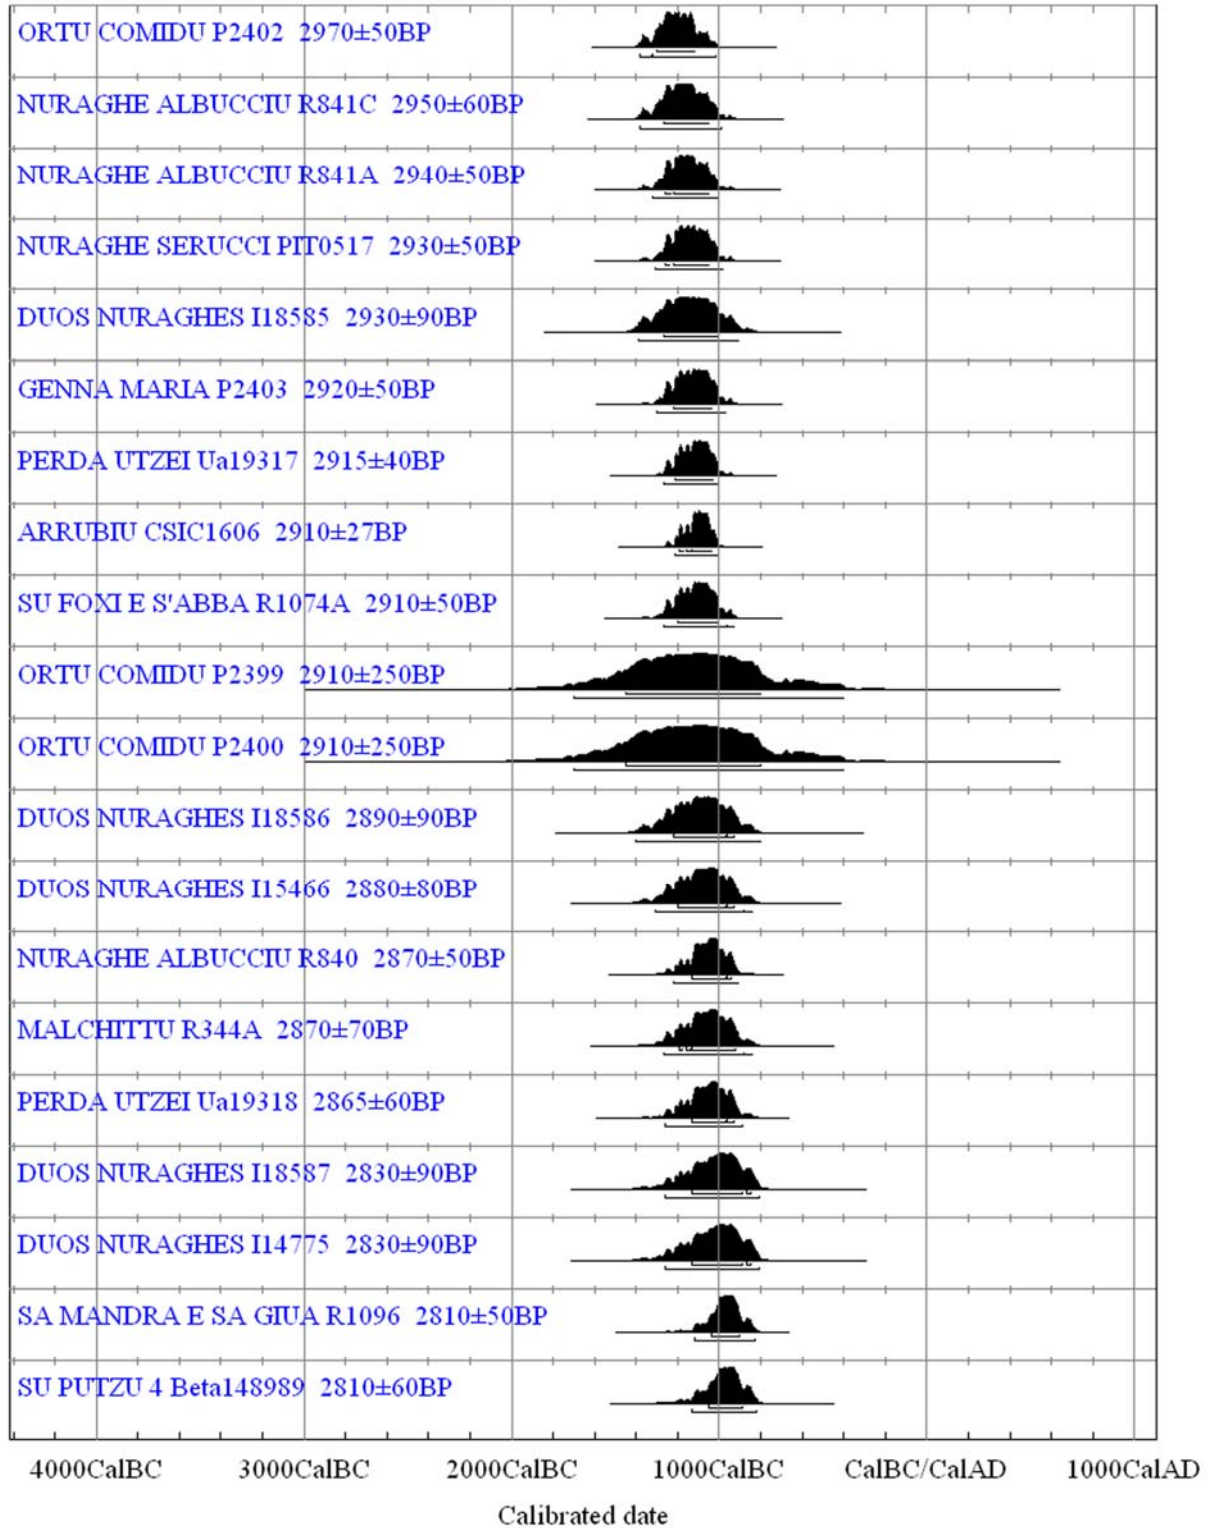 ORTU COMIDU P2402 2970±50BP
NURAGHE ALBUCCIU R841C 2950±60BP
NURAGHE ALBUCCIU R841A 2940±50BP
NURAGHE SERUCCI PIT0517 2930±50BP
DUOS NURAGHES I18585 2930±90BP
GENNA MARIA P2403 2920±50BP
PERDA UTZEI Ua19317 2915±40BP
ARRUBIU CSIC1606 2910±27BP
SU FOXI E S'ABBA R1074A 2910±50BP
ORTU COMIDU P2399 2910±250BP
ORTU COMIDU P2400 2910±250BP
DUOS NURAGHES I18586 2890±90BP
DUOS NURAGHES I15466 2880±80BP
NURAGHE ALBUCCIU R840 2870±50BP
MALCHITTU R344A 2870±70BP
PERDA UTZEI Ua19318 2865±60BP
DUOS NURAGHES I18587 2830±90BP
DUOS NURAGHES I14775 2830±90BP
SA MANDRA E SA GIUA R1096 2810±50BP
SU PUTZU 4 Beta148989 2810±60BP
4000CalBC 3000CalBC 2000CalBC 1000CalBC CalBC/CalAD 1000CalAD
Calibrated date